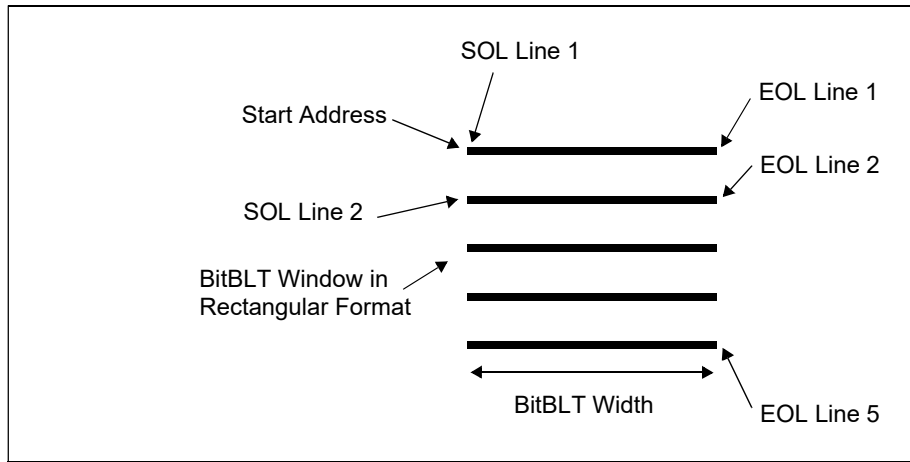 SOL Line 1
EOL Line 1
Start Address
EOL Line 2
SOL Line 2
BitBLT Window in
Rectangular Format
BitBLT Width
EOL Line 5